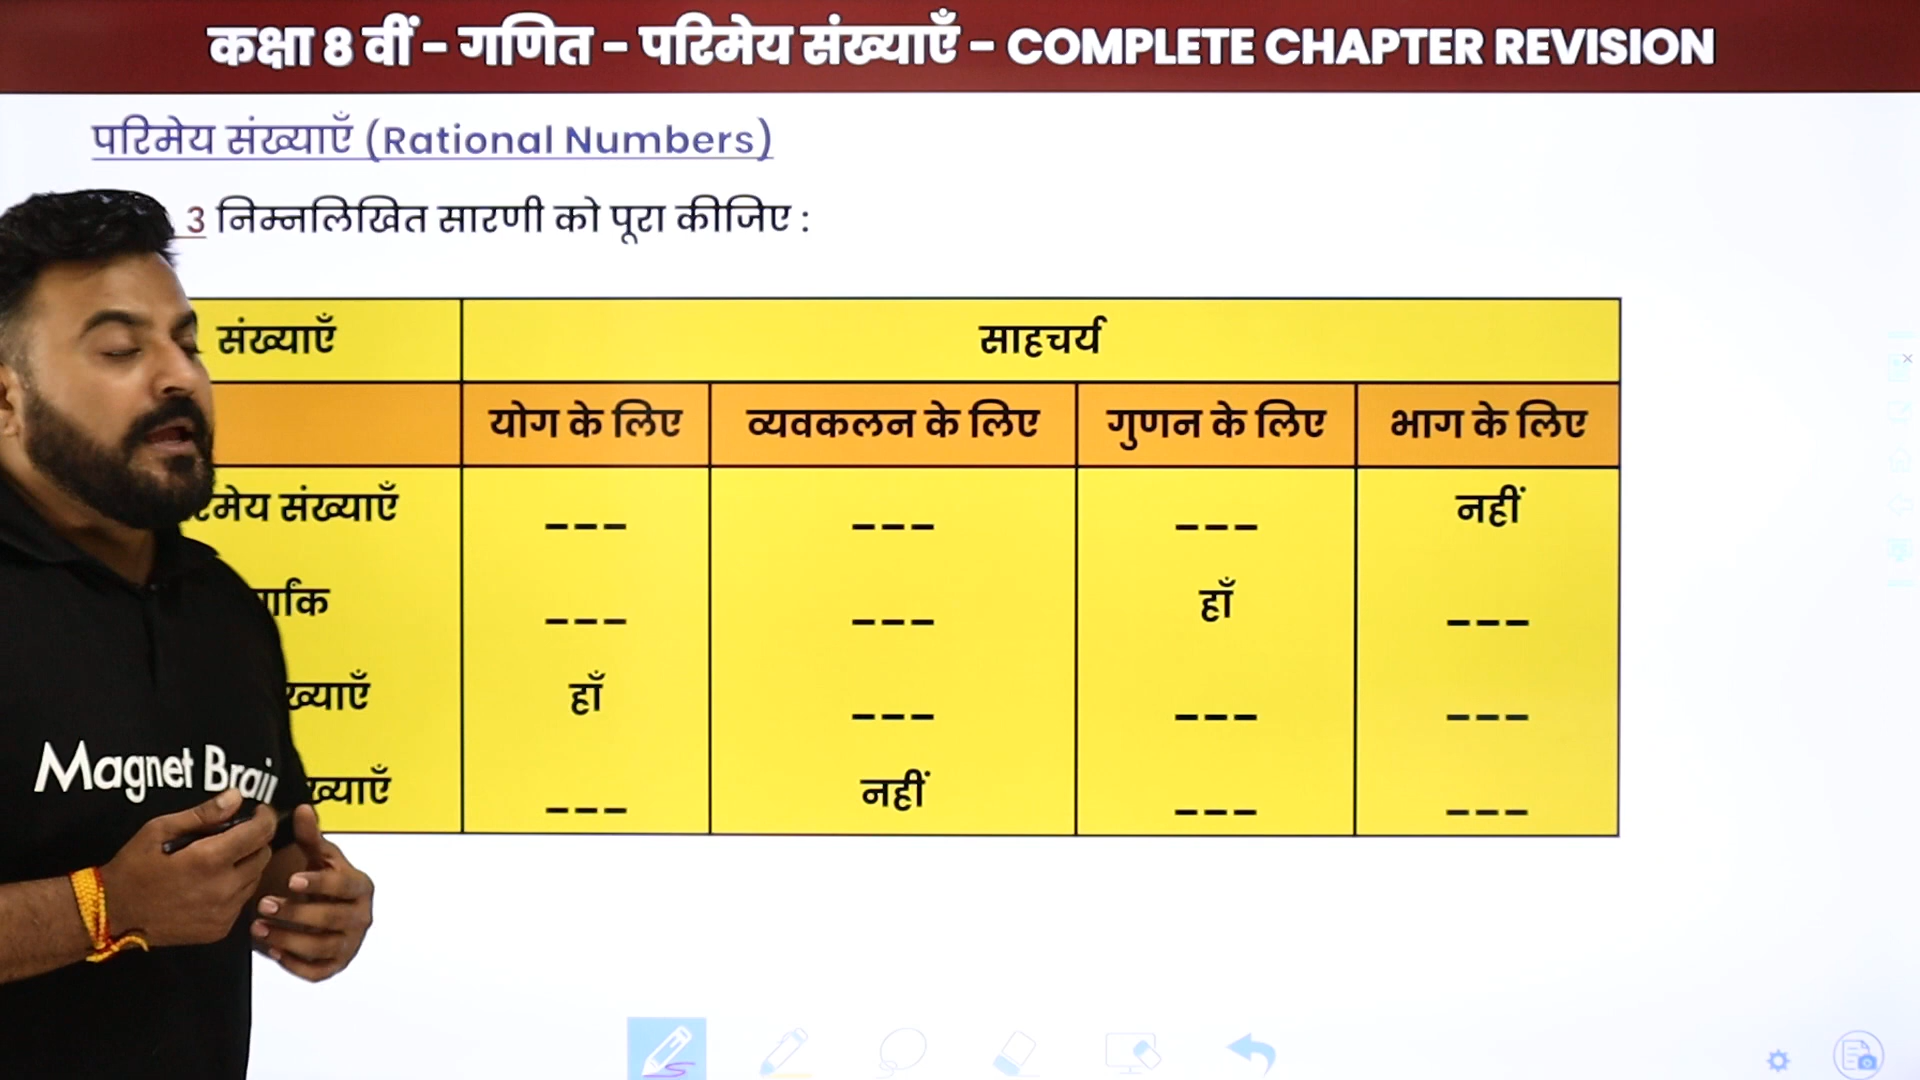 कक्षा 8 वीं - गणित - परिमेय संख्याएँ - COMPLETE CHAPTER REVISION
परिमेय संख्याएँ (Rational Numbers)
3 निम्नलिखित सारणी को पूरा कीजिए :
संख्याएँ साहचर्य
योग के लिए व्यवकलन के लिए गुणन के लिए भाग के लिए
संख्याएँ --- --- --- नहीं
--- --- हाँ ---
हाँ --- --- ---
--- नहीं --- ---
Magnet Brain